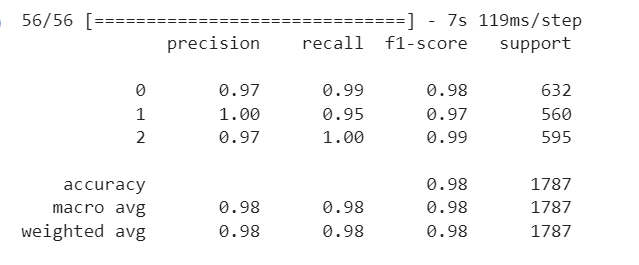 56/56 [==============================] - 7s 119ms/step
precision recall f1-score support
0 0.97 0.99 0.98 632
1 1.00 0.95 0.97 560
2 0.97 1.00 0.99 595
accuracy 0.98 1787
macro avg 0.98 0.98 0.98 1787
weighted avg 0.98 0.98 0.98 1787